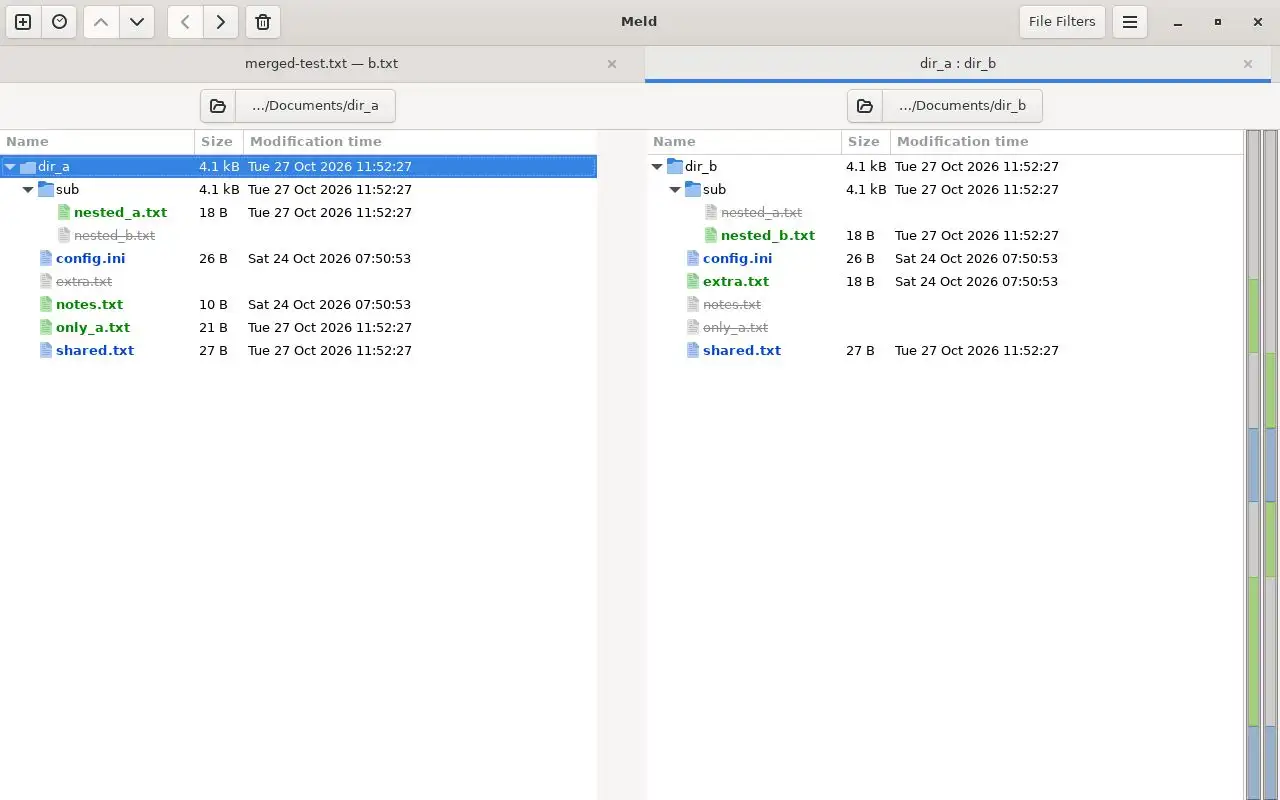 Meld
File Filters
merged-test.txt — b.txt
dir_a : dir_b
.../Documents/dir_a
.../Documents/dir_b
Name Size Modification time
dir_a 4.1 kB Tue 27 Oct 2026 11:52:27
sub 4.1 kB Tue 27 Oct 2026 11:52:27
nested_a.txt 18 B Tue 27 Oct 2026 11:52:27
nested_b.txt
config.ini 26 B Sat 24 Oct 2026 07:50:53
extra.txt
notes.txt 10 B Sat 24 Oct 2026 07:50:53
only_a.txt 21 B Tue 27 Oct 2026 11:52:27
shared.txt 27 B Tue 27 Oct 2026 11:52:27
Name Size Modification time
dir_b 4.1 kB Tue 27 Oct 2026 11:52:27
sub 4.1 kB Tue 27 Oct 2026 11:52:27
nested_a.txt
nested_b.txt 18 B Tue 27 Oct 2026 11:52:27
config.ini 26 B Sat 24 Oct 2026 07:50:53
extra.txt 18 B Sat 24 Oct 2026 07:50:53
notes.txt
only_a.txt
shared.txt 27 B Tue 27 Oct 2026 11:52:27